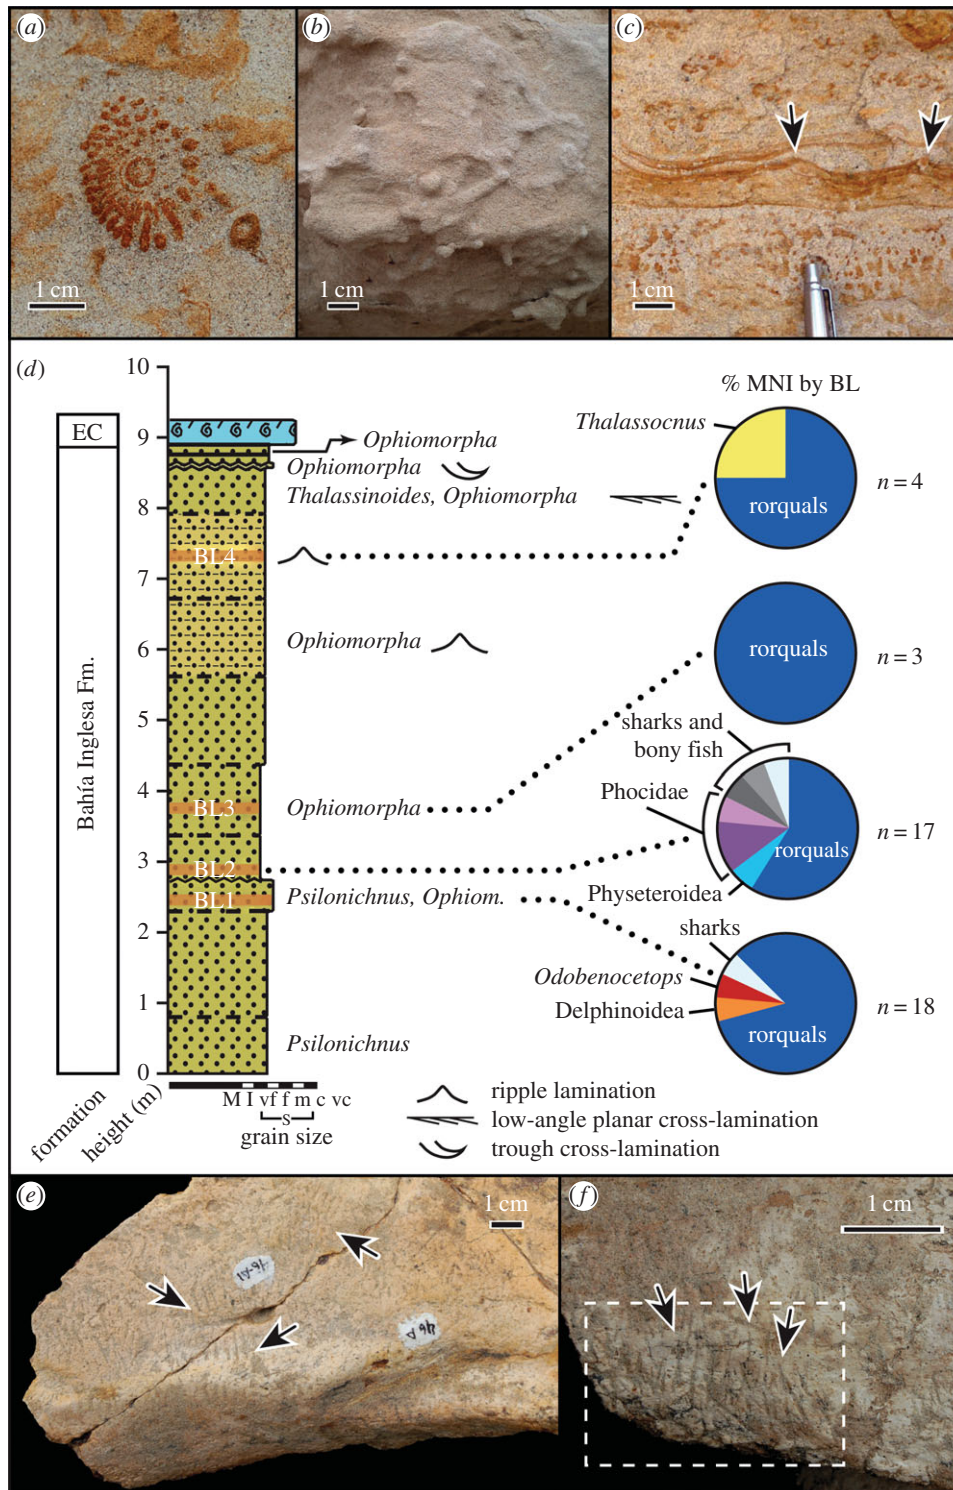 (a)
(b)
(c)
1 cm
1 cm
1 cm
(d)
10
9
8
7
6
5
4
3
2
1
0
EC
Bahía Inglesa Fm.
formation
height (m)
BL4
BL3
BL2
BL1
Ophiomorpha
Ophiomorpha
Thalassinoides, Ophiomorpha
Ophiomorpha
Ophiomorpha
Psilonichnus, Ophiom.
Psilonichnus
M I vf f m c vc
s
grain size
% MNI by BL
Thalassocnus
rorquals
n = 4
rorquals
n = 3
sharks and
bony fish
Phocidae
rorquals
n = 17
Physeteroidea
sharks
Odobenocetops
Delphinoidea
rorquals
n = 18
ripple lamination
low-angle planar cross-lamination
trough cross-lamination
(e)
1 cm
(f)
1 cm